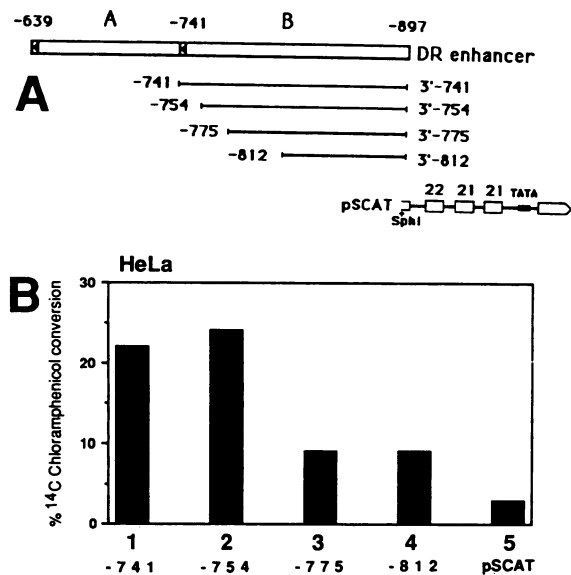 -639 A -741 B -897
DR enhancer
A
-741 3'-741
-754 3'-754
-775 3'-775
-812 3'-812
22 21 21 TATA
pSCAT
SphI
B
HeLa
% 14C Chloramphenicol conversion
30
20
10
0
1 2 3 4 5
-741 -754 -775 -812 pSCAT